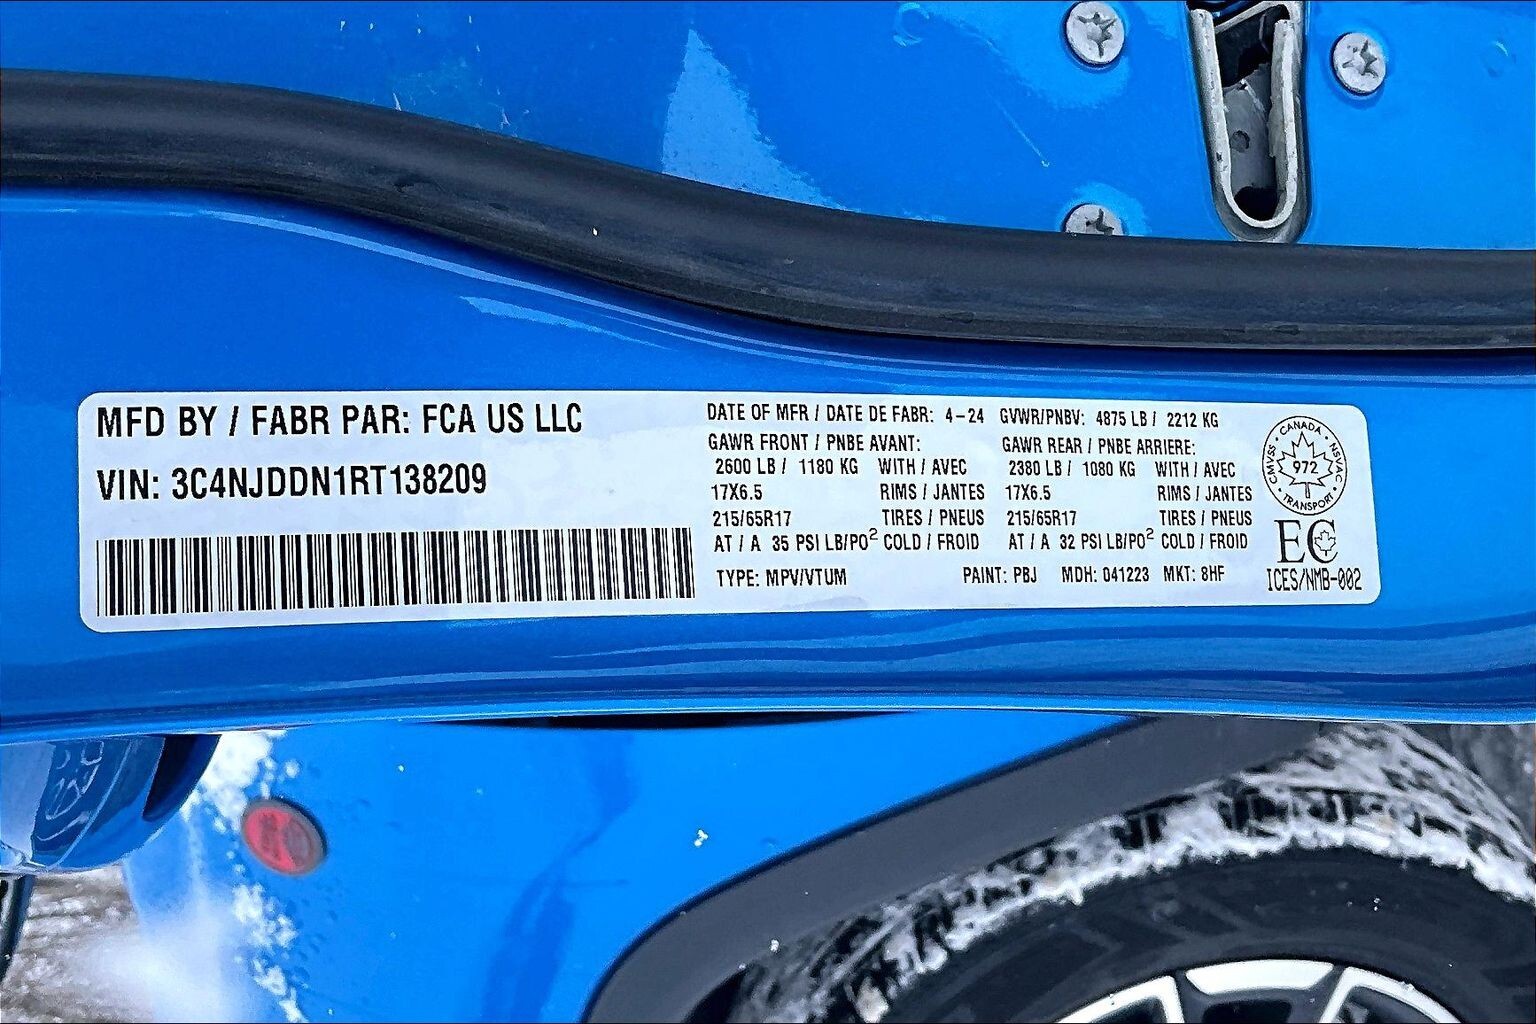 MFD BY / FABR PAR: FCA US LLC
VIN: 3C4NJDDN1RT138209
DATE OF MFR / DATE DE FABR: 4-24 GVWR/PNBV: 4875 LB / 2212 KG
GAWR FRONT / PNBE AVANT: GAWR REAR / PNBE ARRIERE:
2600 LB / 1180 KG WITH / AVEC 2380 LB / 1080 KG WITH / AVEC
17X6.5 RIMS / JANTES 17X6.5 RIMS / JANTES
215/65R17 TIRES / PNEUS 215/65R17 TIRES / PNEUS
AT / A 35 PSI LB/PO² COLD / FROID AT / A 32 PSI LB/PO² COLD / FROID
TYPE: MPV/VTUM PAINT: PBJ MDH: 041223 MKT: 8HF
CMVSS • CANADA • NSVAC • TRANSPORT •
972
EC
ICES/NMB-002